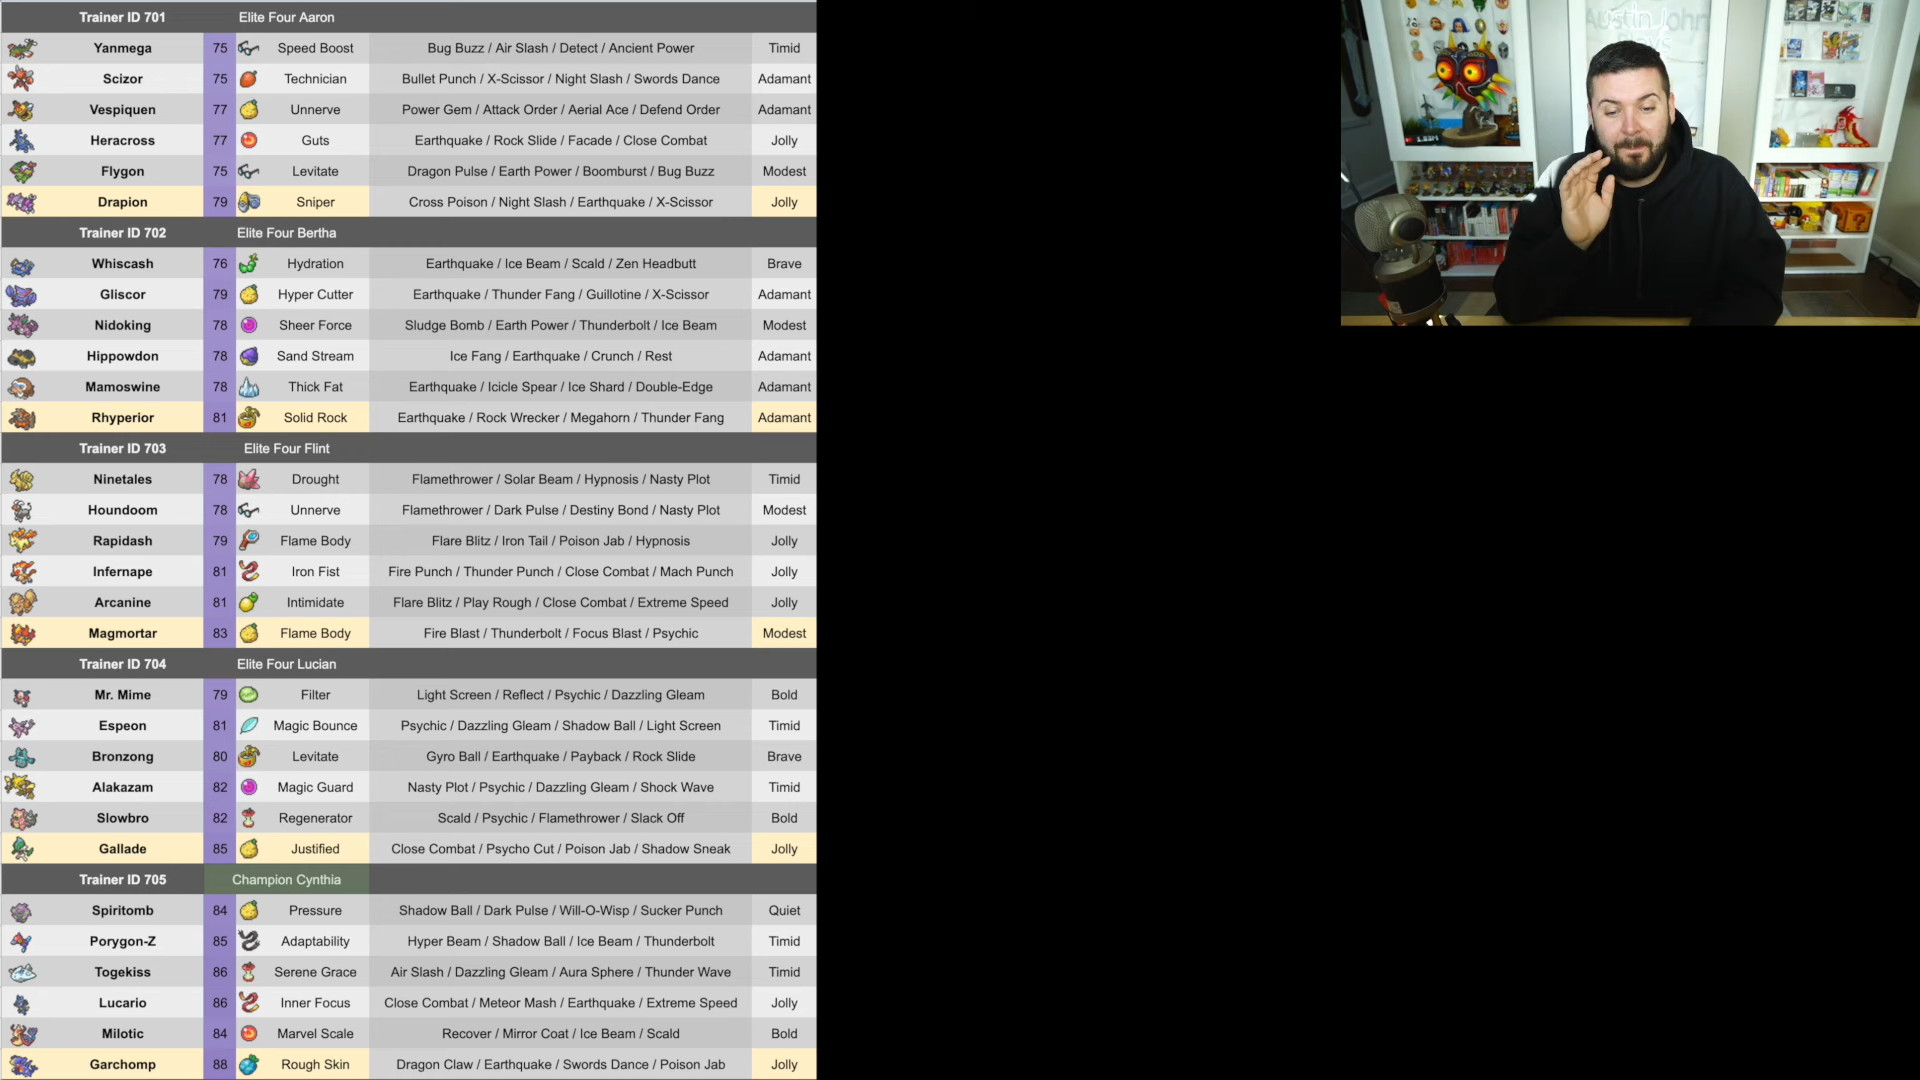 Trainer ID 701 Elite Four Aaron
Yanmega 75 Speed Boost Bug Buzz / Air Slash / Detect / Ancient Power Timid
Scizor 75 Technician Bullet Punch / X-Scissor / Night Slash / Swords Dance Adamant
Vespiquen 77 Unnerve Power Gem / Attack Order / Aerial Ace / Defend Order Adamant
Heracross 77 Guts Earthquake / Rock Slide / Facade / Close Combat Jolly
Flygon 75 Levitate Dragon Pulse / Earth Power / Boomburst / Bug Buzz Modest
Drapion 79 Sniper Cross Poison / Night Slash / Earthquake / X-Scissor Jolly
Trainer ID 702 Elite Four Bertha
Whiscash 76 Hydration Earthquake / Ice Beam / Scald / Zen Headbutt Brave
Gliscor 79 Hyper Cutter Earthquake / Thunder Fang / Guillotine / X-Scissor Adamant
Nidoking 78 Sheer Force Sludge Bomb / Earth Power / Thunderbolt / Ice Beam Modest
Hippowdon 78 Sand Stream Ice Fang / Earthquake / Crunch / Rest Adamant
Mamoswine 78 Thick Fat Earthquake / Icicle Spear / Ice Shard / Double-Edge Adamant
Rhyperior 81 Solid Rock Earthquake / Rock Wrecker / Megahorn / Thunder Fang Adamant
Trainer ID 703 Elite Four Flint
Ninetales 78 Drought Flamethrower / Solar Beam / Hypnosis / Nasty Plot Timid
Houndoom 78 Unnerve Flamethrower / Dark Pulse / Destiny Bond / Nasty Plot Modest
Rapidash 79 Flame Body Flare Blitz / Iron Tail / Poison Jab / Hypnosis Jolly
Infernape 81 Iron Fist Fire Punch / Thunder Punch / Close Combat / Mach Punch Jolly
Arcanine 81 Intimidate Flare Blitz / Play Rough / Close Combat / Extreme Speed Jolly
Magmortar 83 Flame Body Fire Blast / Thunderbolt / Focus Blast / Psychic Modest
Trainer ID 704 Elite Four Lucian
Mr. Mime 79 Filter Light Screen / Reflect / Psychic / Dazzling Gleam Bold
Espeon 81 Magic Bounce Psychic / Dazzling Gleam / Shadow Ball / Light Screen Timid
Bronzong 80 Levitate Gyro Ball / Earthquake / Payback / Rock Slide Brave
Alakazam 82 Magic Guard Nasty Plot / Psychic / Dazzling Gleam / Shock Wave Timid
Slowbro 82 Regenerator Scald / Psychic / Flamethrower / Slack Off Bold
Gallade 85 Justified Close Combat / Psycho Cut / Poison Jab / Shadow Sneak Jolly
Trainer ID 705 Champion Cynthia
Spiritomb 84 Pressure Shadow Ball / Dark Pulse / Will-O-Wisp / Sucker Punch Quiet
Porygon-Z 85 Adaptability Hyper Beam / Shadow Ball / Ice Beam / Thunderbolt Timid
Togekiss 86 Serene Grace Air Slash / Dazzling Gleam / Aura Sphere / Thunder Wave Timid
Lucario 86 Inner Focus Close Combat / Meteor Mash / Earthquake / Extreme Speed Jolly
Milotic 84 Marvel Scale Recover / Mirror Coat / Ice Beam / Scald Bold
Garchomp 88 Rough Skin Dragon Claw / Earthquake / Swords Dance / Poison Jab Jolly
Austin John
Plays